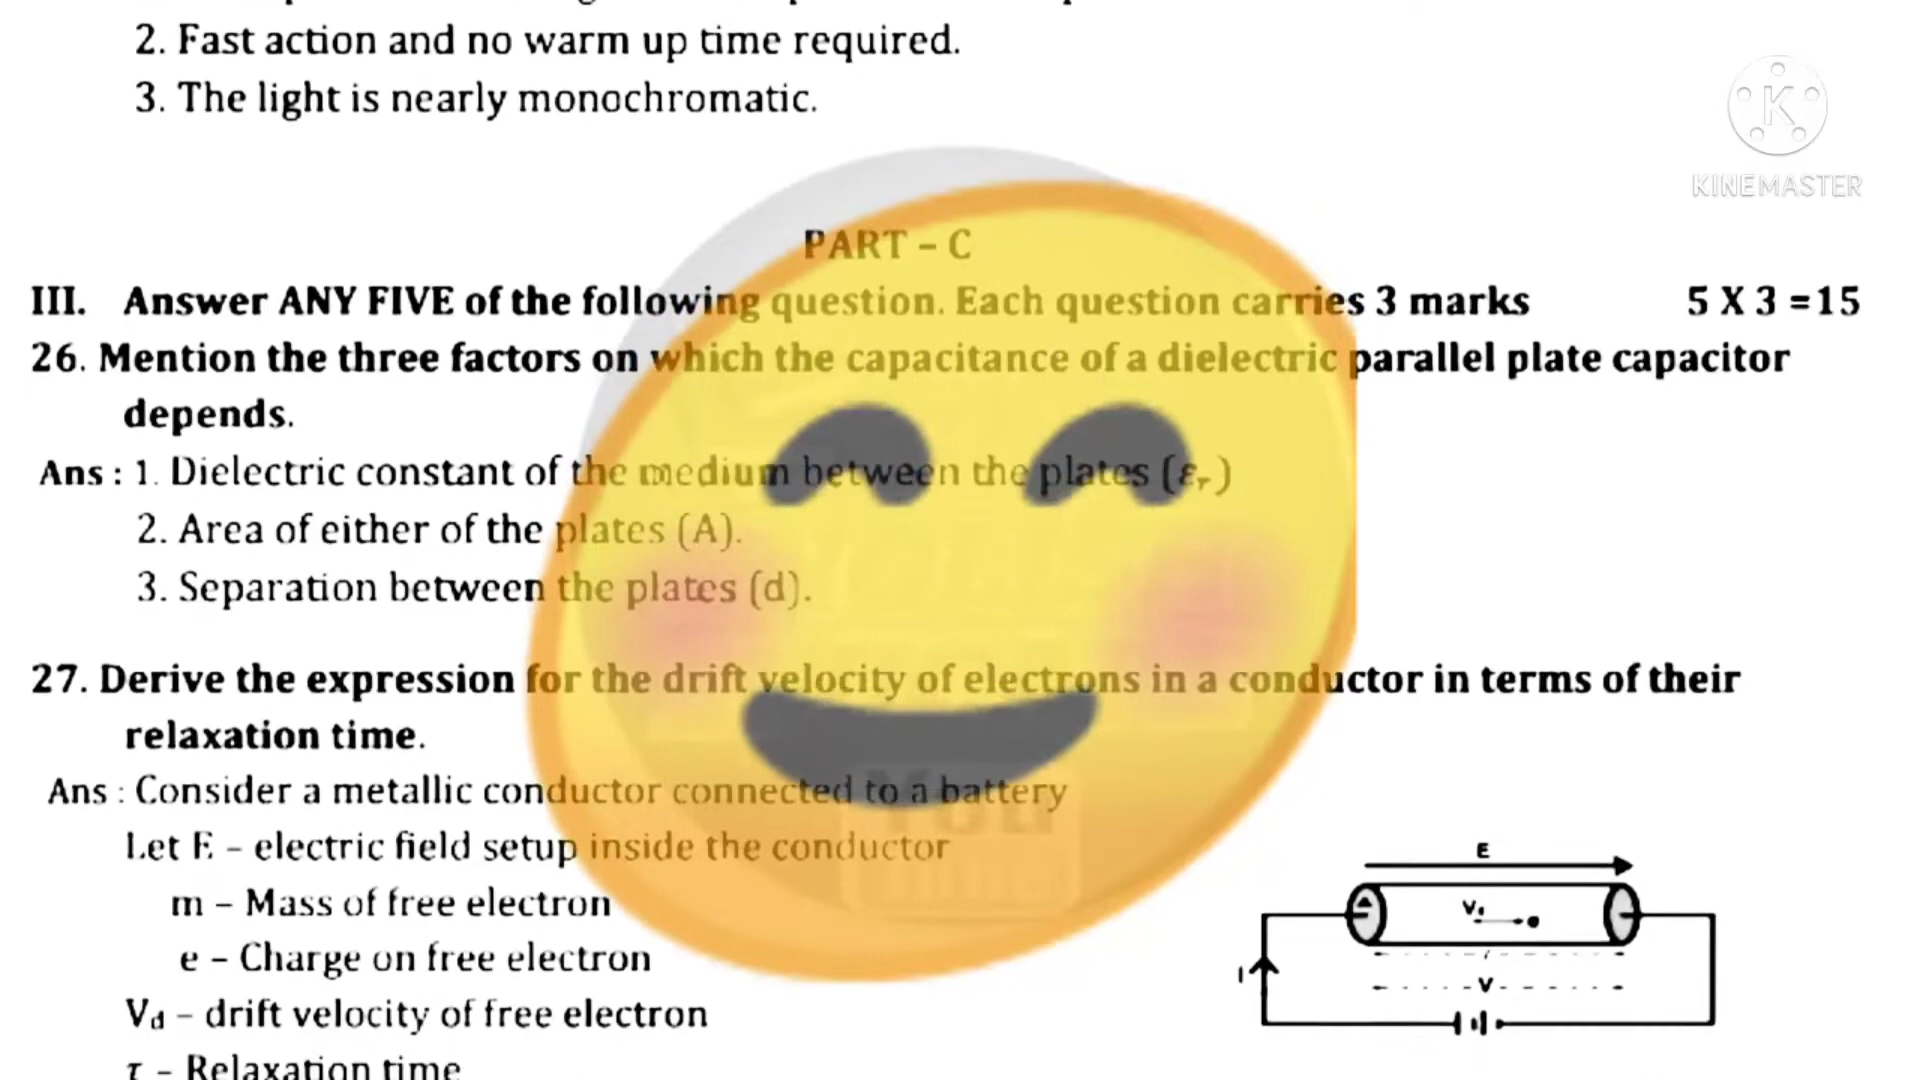 2. Fast action and no warm up time required.
3. The light is nearly monochromatic.
KINEMASTER
PART – C
III. Answer ANY FIVE of the following question. Each question carries 3 marks 5 X 3 =15
26. Mention the three factors on which the capacitance of a dielectric parallel plate capacitor
depends.
Ans : 1. Dielectric constant of the medium between the plates (εr)
2. Area of either of the plates (A).
3. Separation between the plates (d).
27. Derive the expression for the drift velocity of electrons in a conductor in terms of their
relaxation time.
Ans : Consider a metallic conductor connected to a battery
Let E – electric field setup inside the conductor
m – Mass of free electron
e – Charge on free electron
Vd – drift velocity of free electron
τ – Relaxation time
E
I
V
You